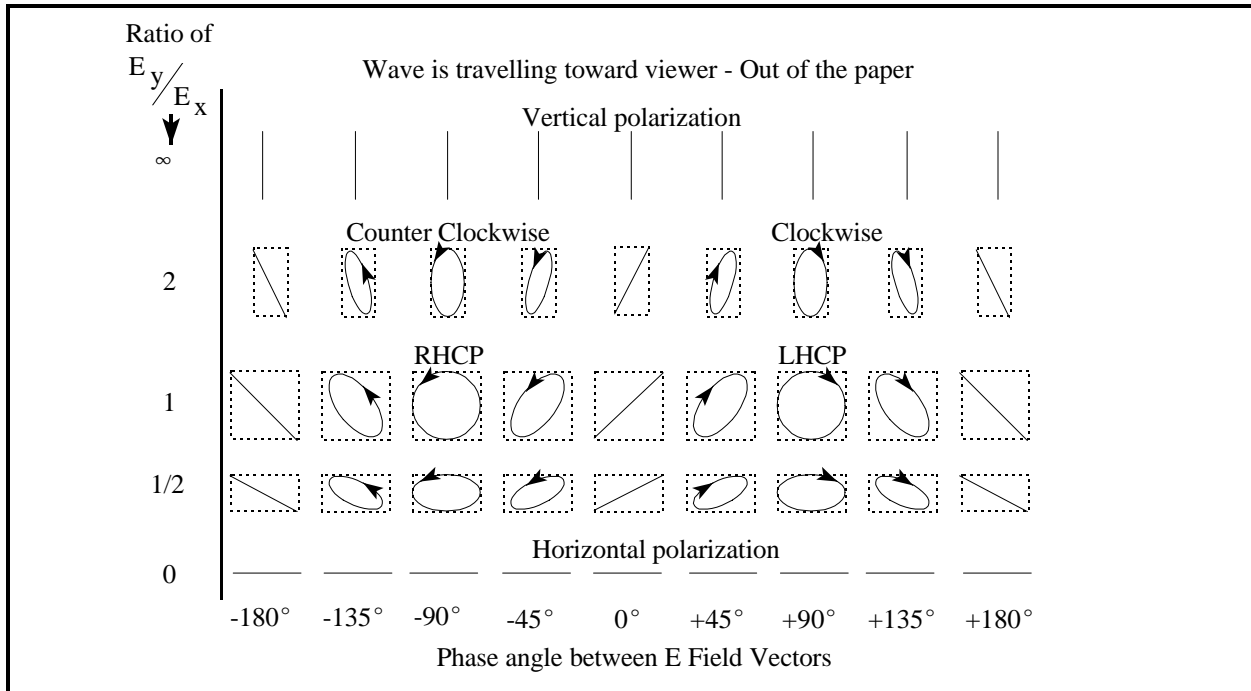 Ratio of
E y/E x
Wave is travelling toward viewer - Out of the paper
Vertical polarization
∞
Counter Clockwise
Clockwise
2
RHCP
LHCP
1
1/2
Horizontal polarization
0
-180° -135° -90° -45° 0° +45° +90° +135° +180°
Phase angle between E Field Vectors